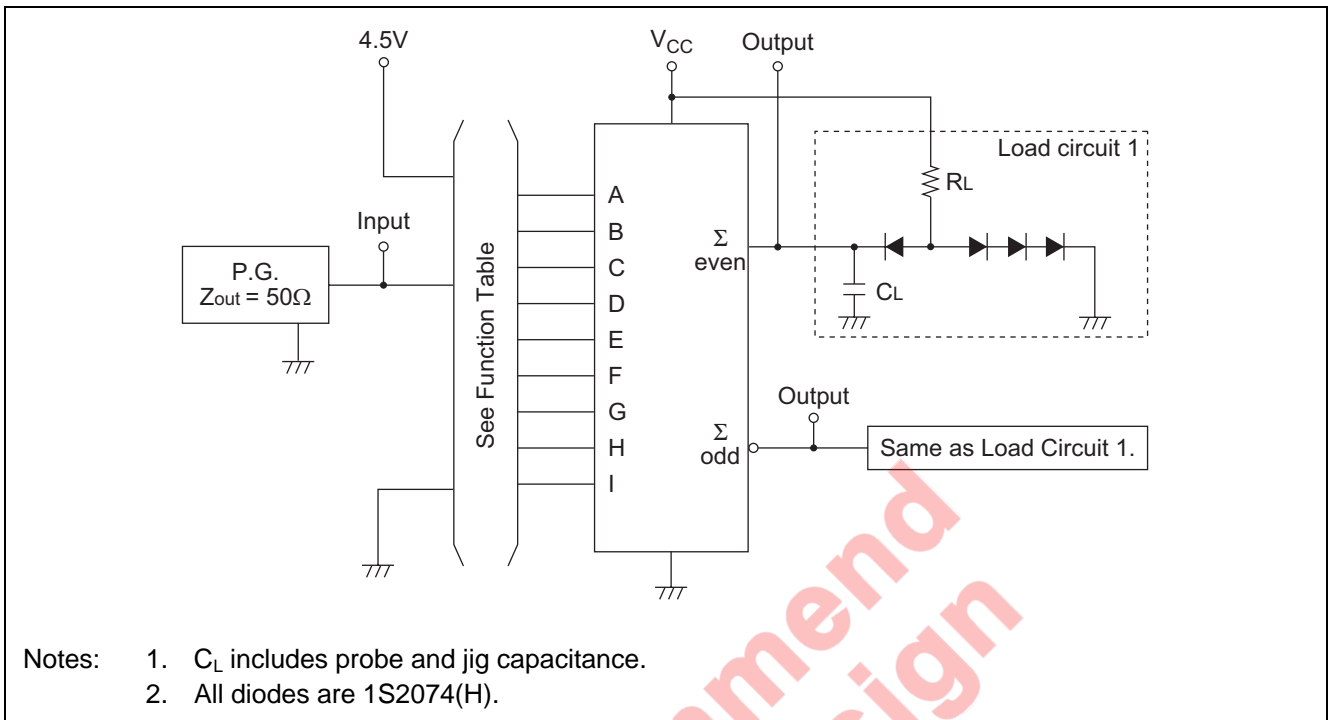 4.5V
VCC
Output
Load circuit 1
RL
Input
P.G.
Zout = 50Ω
See Function Table
A
B
C
D
E
F
G
H
I
Σ
even
CL
Output
Σ
odd
Same as Load Circuit 1.
Notes: 1. CL includes probe and jig capacitance.
2. All diodes are 1S2074(H).